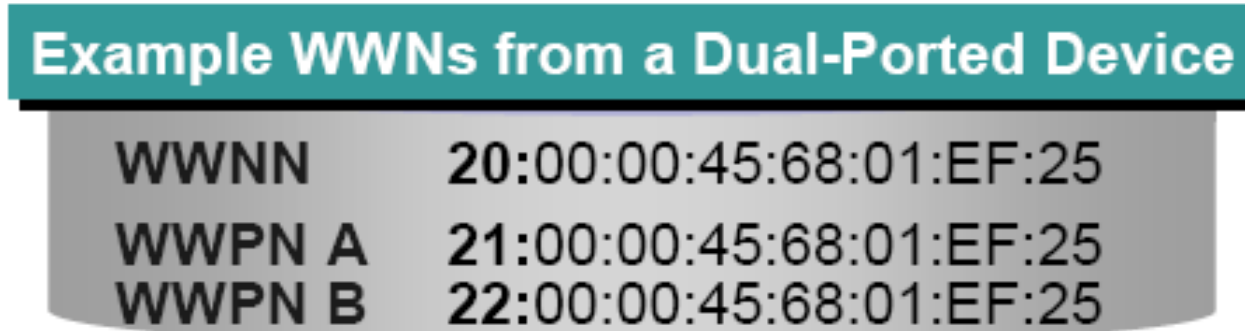 Example WWNs from a Dual-Ported Device
WWNN 20:00:00:45:68:01:EF:25
WWPN A 21:00:00:45:68:01:EF:25
WWPN B 22:00:00:45:68:01:EF:25